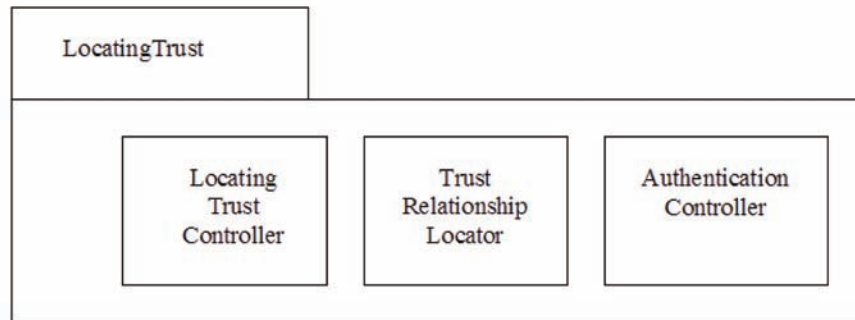 LocatingTrust
Locating
Trust
Controller
Trust
Relationship
Locator
Authentication
Controller